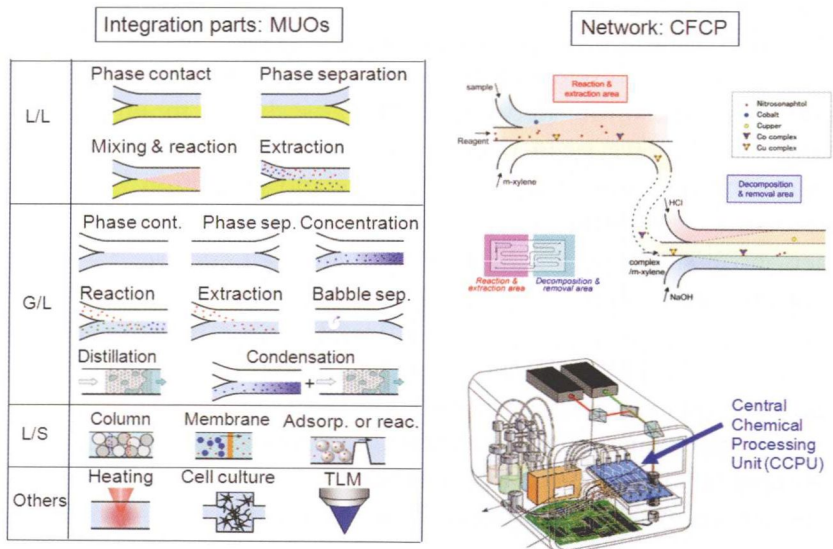 Integration parts: MUOs
L/L
Phase contact
Phase separation
Mixing & reaction
Extraction
G/L
Phase cont.
Phase sep.
Concentration
Reaction
Extraction
Babble sep.
Distillation
Condensation
+
L/S
Column
Membrane
Adsorp. or reac.
Others
Heating
Cell culture
TLM
Network: CFCP
sample
Reaction &
extraction area
Reagent
m-xylene
Nitrosonaphtol
Cobalt
Cupper
Co complex
Cu complex
Decomposition
& removal area
HCl
complex
/m-xylene
NaOH
Reaction &
extraction area
Decomposition &
removal area
Central
Chemical
Processing
Unit (CCPU)